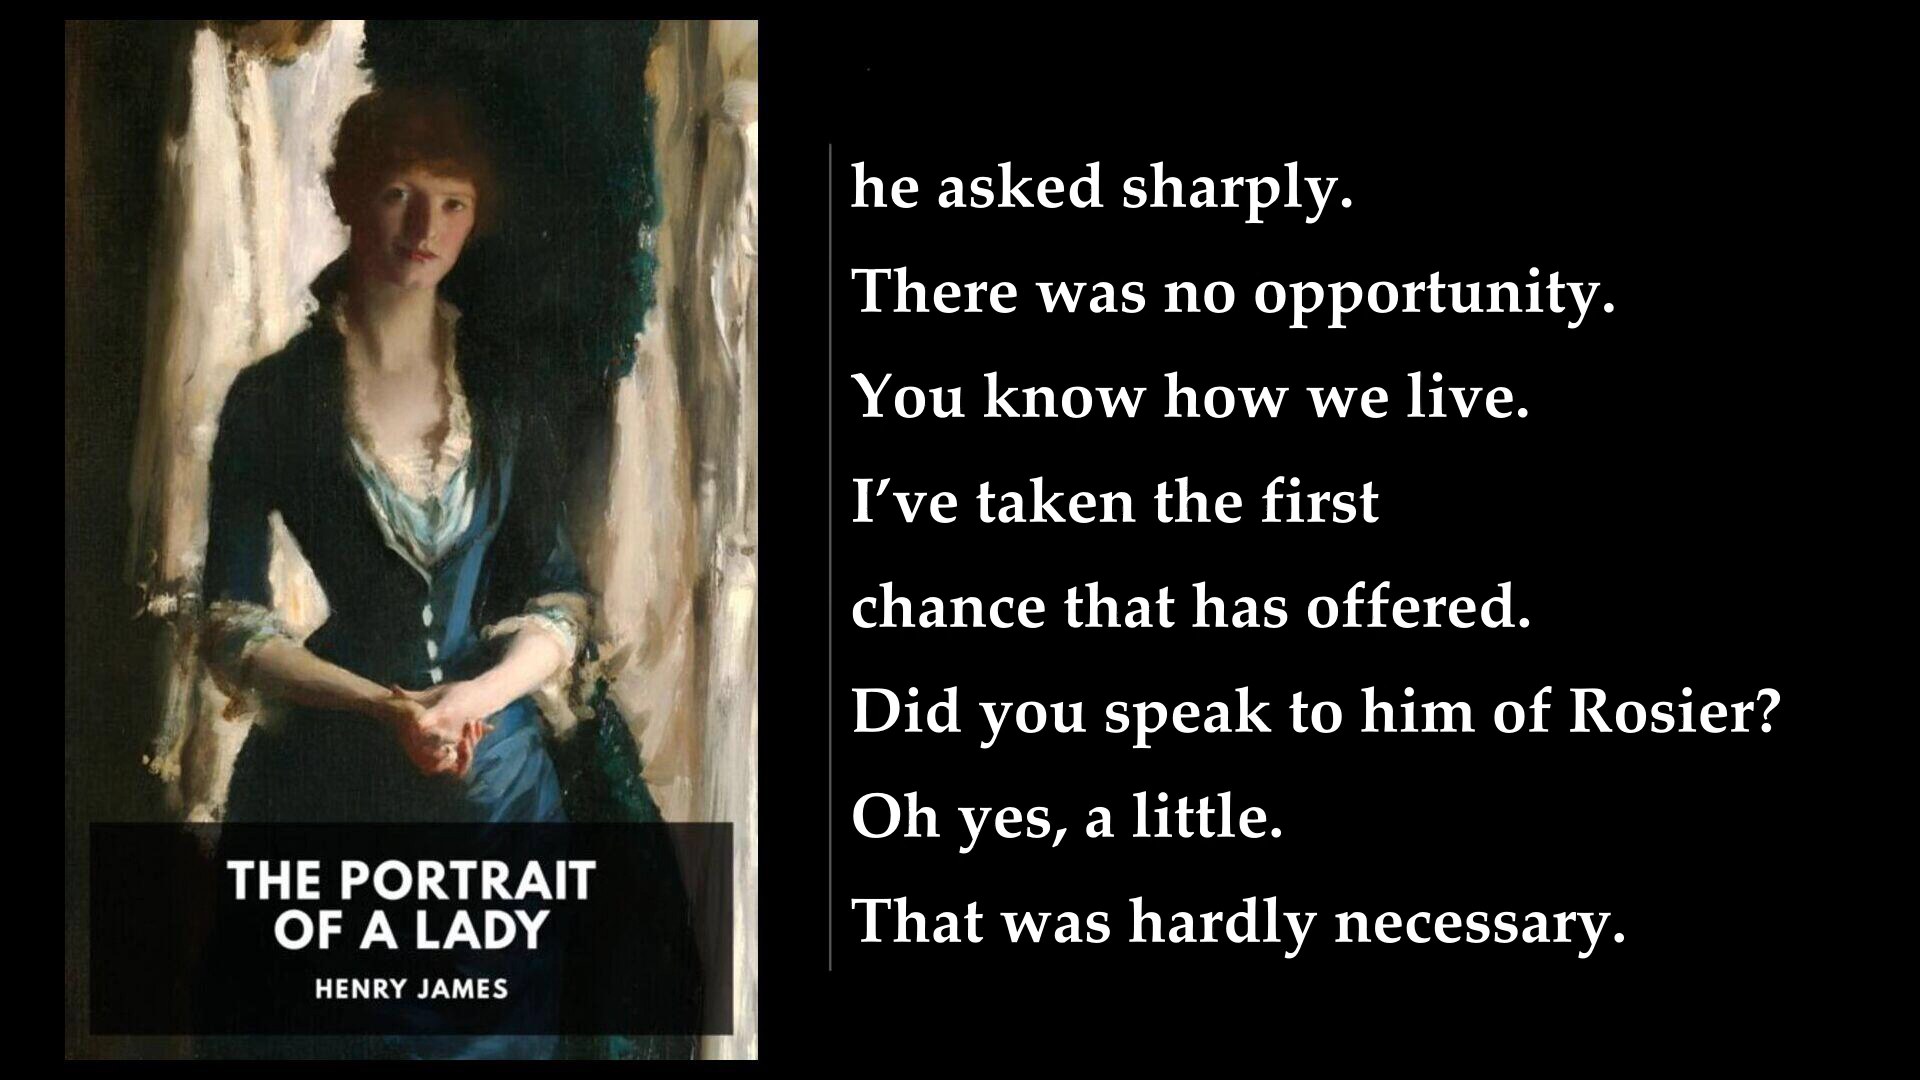 THE PORTRAIT
OF A LADY
HENRY JAMES
he asked sharply.
There was no opportunity.
You know how we live.
I’ve taken the first
chance that has offered.
Did you speak to him of Rosier?
Oh yes, a little.
That was hardly necessary.